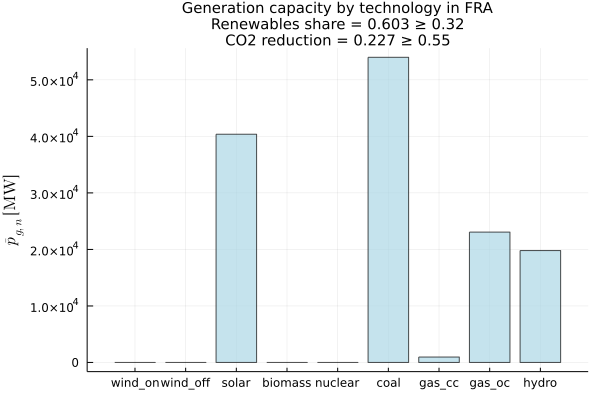 Generation capacity by technology in FRA
Renewables share = 0.603 ≥ 0.32
CO2 reduction = 0.227 ≥ 0.55
p̄g,n [MW]
5.0×10⁴
4.0×10⁴
3.0×10⁴
2.0×10⁴
1.0×10⁴
0
wind_on wind_off solar biomass nuclear coal gas_cc gas_oc hydro